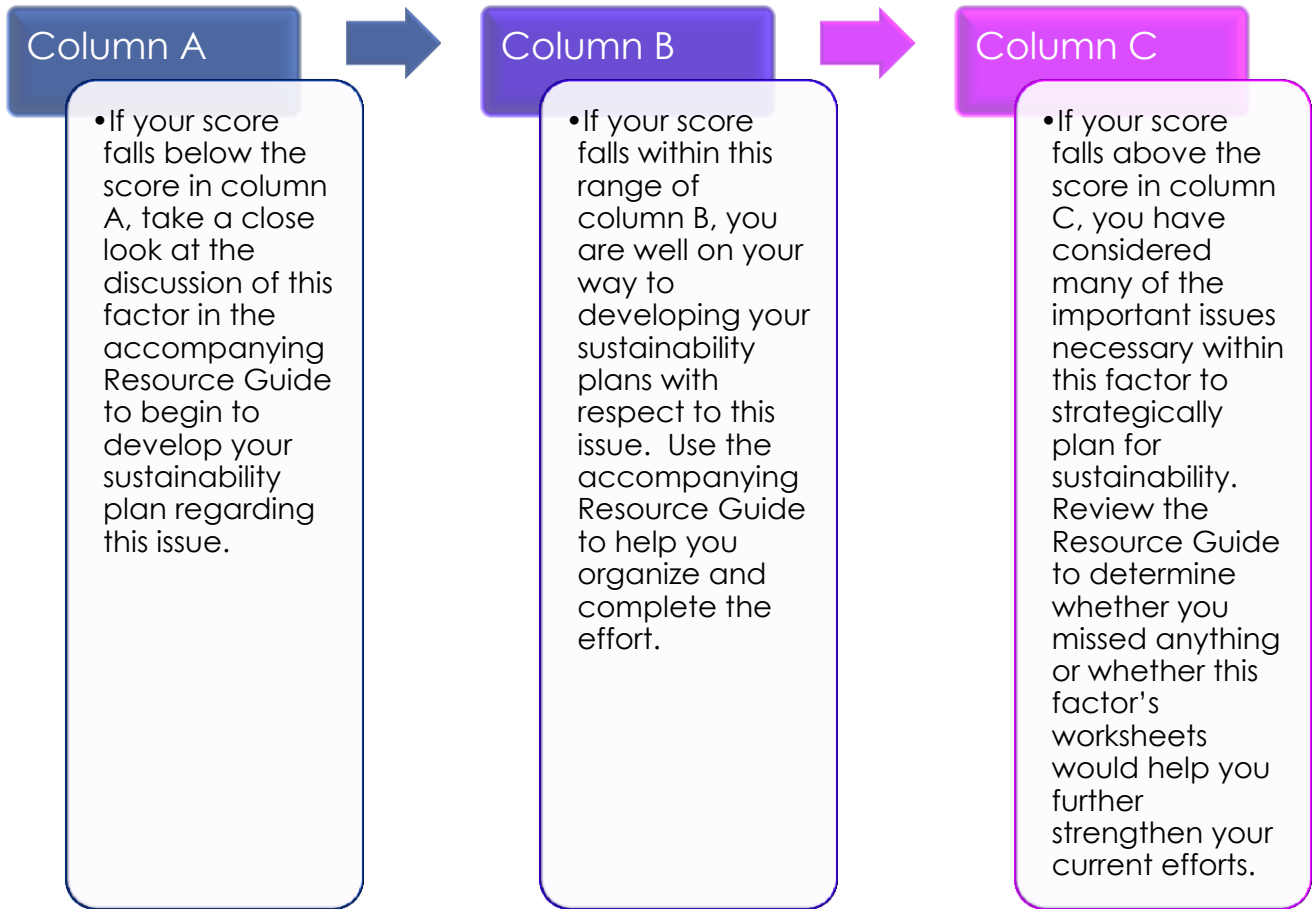 Column A
•If your score
falls below the
score in column
A, take a close
look at the
discussion of this
factor in the
accompanying
Resource Guide
to begin to
develop your
sustainability
plan regarding
this issue.
Column B
•If your score
falls within this
range of
column B, you
are well on your
way to
developing your
sustainability
plans with
respect to this
issue.  Use the
accompanying
Resource Guide
to help you
organize and
complete the
effort.
Column C
•If your score
falls above the
score in column
C, you have
considered
many of the
important issues
necessary within
this factor to
strategically
plan for
sustainability.
Review the
Resource Guide
to determine
whether you
missed anything
or whether this
factor’s
worksheets
would help you
further
strengthen your
current efforts.